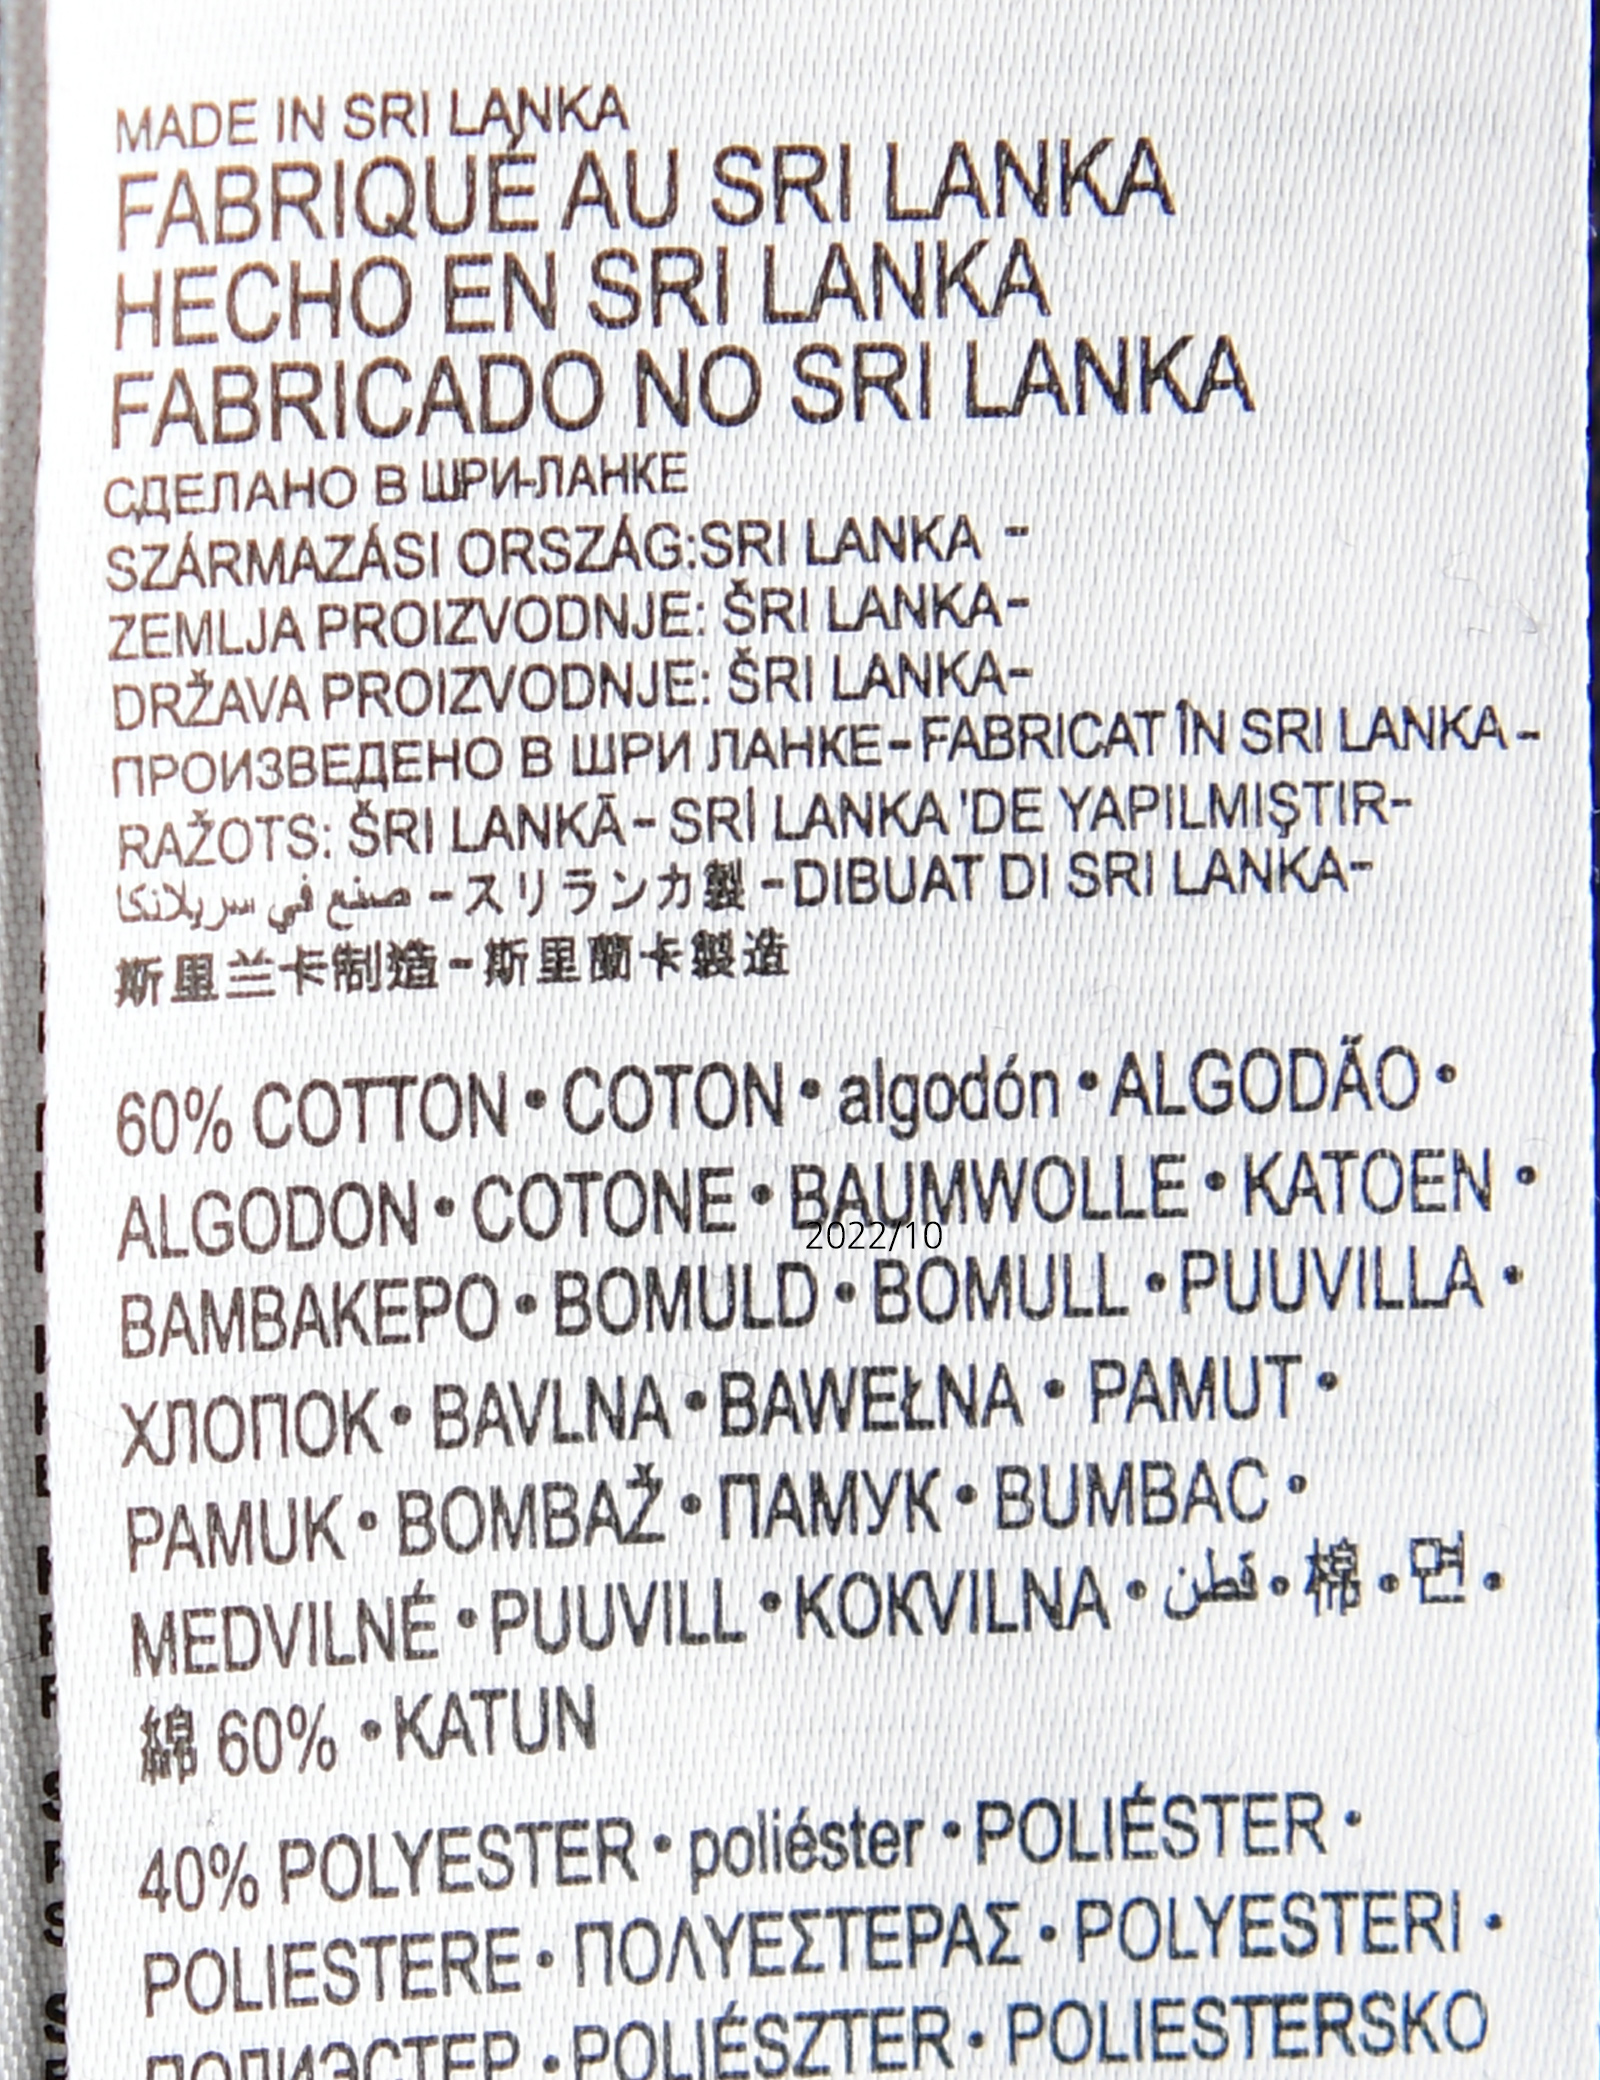 MADE IN SRI LANKA
FABRIQUÉ AU SRI LANKA
HECHO EN SRI LANKA
FABRICADO NO SRI LANKA
СДЕЛАНО В ШРИ-ЛАНКЕ
SZÁRMAZÁSI ORSZÁG:SRI LANKA -
ZEMLJA PROIZVODNJE: ŠRI LANKA-
DRŽAVA PROIZVODNJE: ŠRI LANKA-
ПРОИЗВЕДЕНО В ШРИ ЛАНКЕ-FABRICAT ÎN SRI LANKA-
RAŽOTS: ŠRI LANKĀ- SRİ LANKA 'DE YAPILMIŞTIR-
صنع في سريلانكا -スリランカ製 -DIBUAT DI SRI LANKA-
斯里兰卡制造-斯里蘭卡製造
60% COTTON • COTON • algodón • ALGODÃO •
ALGODON • COTONE • BAUMWOLLE • KATOEN •
2022/10
BAMBAKEPO • BOMULD • BOMULL • PUUVILLA •
ХЛОПОК • BAVLNA • BAWEŁNA • PAMUT •
PAMUK • BOMBAŽ • ПАМУК • BUMBAC •
MEDVILNÉ • PUUVILL • KOKVILNA • قطن • 棉 • 면 •
綿 60% • KATUN
40% POLYESTER • poliéster • POLIÉSTER •
POLIESTERE • ΠΟΛΥΕΣΤΕΡΑΣ • POLYESTERI •
ПОЛИЭСТЕР • POLIÉSZTER • POLIESTERSKO